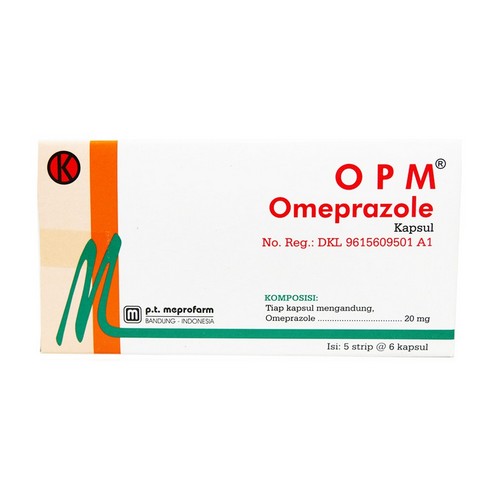 K
OPM®
Omeprazole
Kapsul
No. Reg.: DKL 9615609501 A1
KOMPOSISI:
Tiap kapsul mengandung,
Omeprazole .................................. 20 mg
m p.t. meprofarm
BANDUNG - INDONESIA
Isi: 5 strip @ 6 kapsul